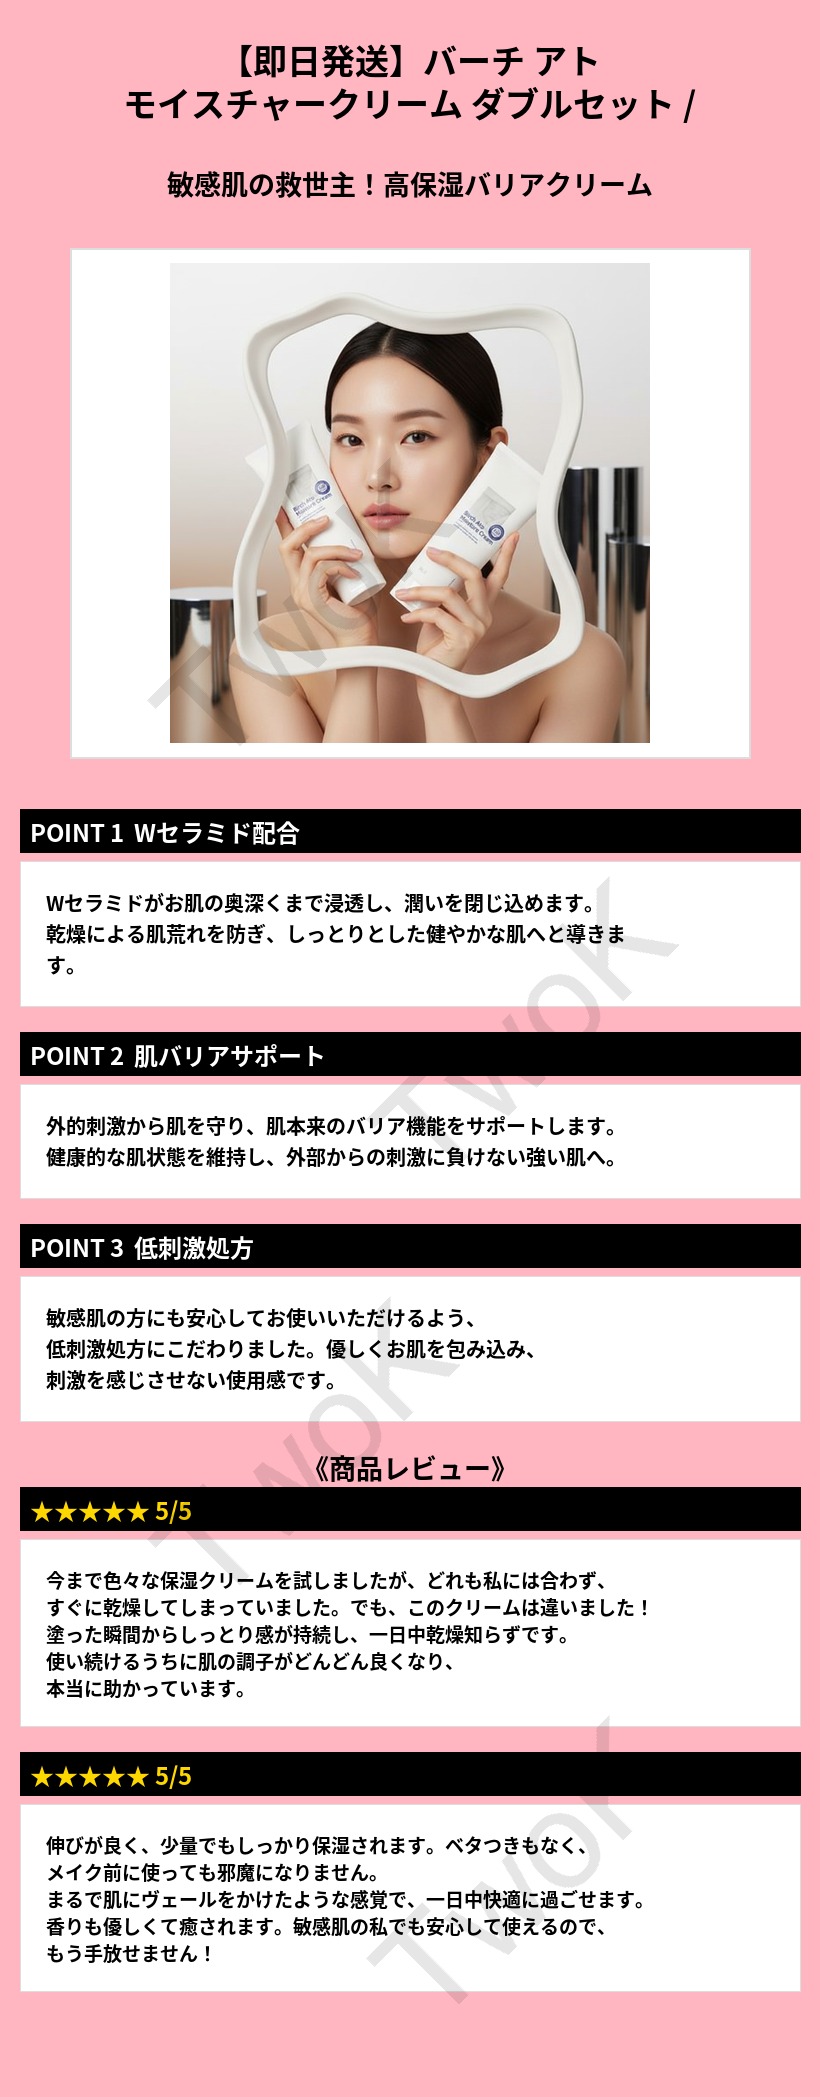 【即日発送】バーチ アト
モイスチャークリーム ダブルセット /
敏感肌の救世主！高保湿バリアクリーム
Birch Ato
Moisture Cream
Birch Ato
Moisture Cream
TwoK
POINT 1 Wセラミド配合
Wセラミドがお肌の奥深くまで浸透し、潤いを閉じ込めます。
乾燥による肌荒れを防ぎ、しっとりとした健やかな肌へと導きま
す。
TwoK
POINT 2 肌バリアサポート
外的刺激から肌を守り、肌本来のバリア機能をサポートします。
健康的な肌状態を維持し、外部からの刺激に負けない強い肌へ。
POINT 3 低刺激処方
敏感肌の方にも安心してお使いいただけるよう、
低刺激処方にこだわりました。優しくお肌を包み込み、
刺激を感じさせない使用感です。
TwoK
《商品レビュー》
★★★★★ 5/5
今まで色々な保湿クリームを試しましたが、どれも私には合わず、
すぐに乾燥してしまっていました。でも、このクリームは違いました！
塗った瞬間からしっとり感が持続し、一日中乾燥知らずです。
使い続けるうちに肌の調子がどんどん良くなり、
本当に助かっています。
★★★★★ 5/5
伸びが良く、少量でもしっかり保湿されます。ベタつきもなく、
メイク前に使っても邪魔になりません。
まるで肌にヴェールをかけたような感覚で、一日中快適に過ごせます。
香りも優しくて癒されます。敏感肌の私でも安心して使えるので、
もう手放せません！
TwoK